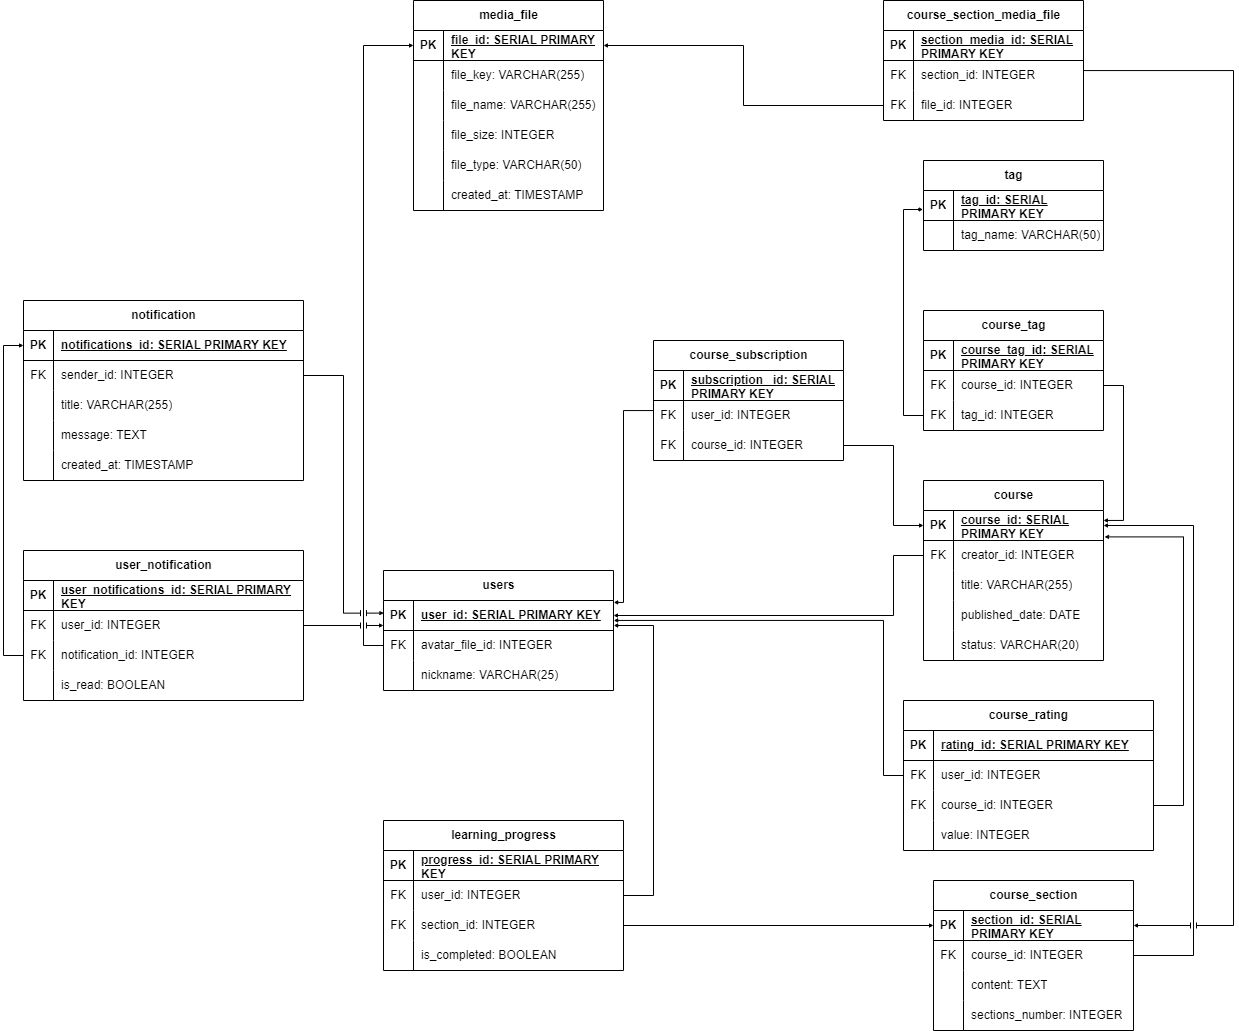 media_file
PK
file_id: SERIAL PRIMARY
KEY
file_key: VARCHAR(255)
file_name: VARCHAR(255)
file_size: INTEGER
file_type: VARCHAR(50)
created_at: TIMESTAMP
course_section_media_file
PK
section_media_id: SERIAL
PRIMARY KEY
FK section_id: INTEGER
FK file_id: INTEGER
tag
PK
tag_id: SERIAL
PRIMARY KEY
tag_name: VARCHAR(50)
notification
PK notifications_id: SERIAL PRIMARY KEY
FK sender_id: INTEGER
title: VARCHAR(255)
message: TEXT
created_at: TIMESTAMP
course_subscription
PK
subscription_id: SERIAL
PRIMARY KEY
FK user_id: INTEGER
FK course_id: INTEGER
course_tag
PK
course_tag_id: SERIAL
PRIMARY KEY
FK course_id: INTEGER
FK tag_id: INTEGER
course
PK
course_id: SERIAL
PRIMARY KEY
FK creator_id: INTEGER
title: VARCHAR(255)
published_date: DATE
status: VARCHAR(20)
user_notification
PK
user_notifications_id: SERIAL PRIMARY
KEY
FK user_id: INTEGER
FK notification_id: INTEGER
is_read: BOOLEAN
users
PK user_id: SERIAL PRIMARY KEY
FK avatar_file_id: INTEGER
nickname: VARCHAR(25)
course_rating
PK rating_id: SERIAL PRIMARY KEY
FK user_id: INTEGER
FK course_id: INTEGER
value: INTEGER
learning_progress
PK
progress_id: SERIAL PRIMARY
KEY
FK user_id: INTEGER
FK section_id: INTEGER
is_completed: BOOLEAN
course_section
PK
section_id: SERIAL
PRIMARY KEY
FK course_id: INTEGER
content: TEXT
sections_number: INTEGER